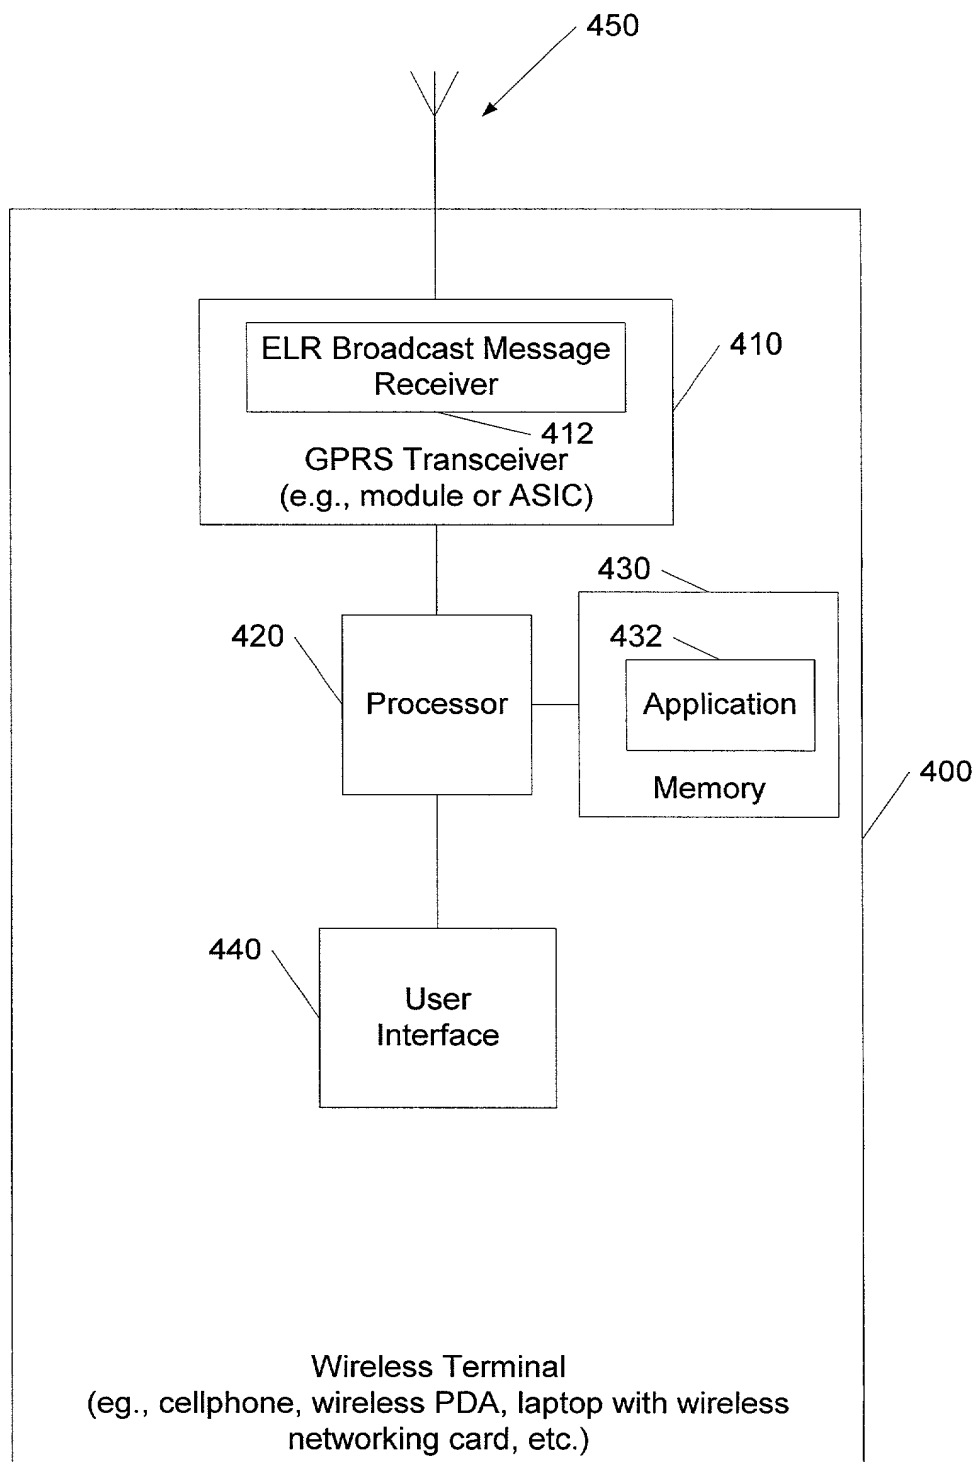 450
ELR Broadcast Message
Receiver
410
412
GPRS Transceiver
(e.g., module or ASIC)
430
420
432
Processor
Application
400
Memory
440
User
Interface
Wireless Terminal
(eg., cellphone, wireless PDA, laptop with wireless
networking card, etc.)